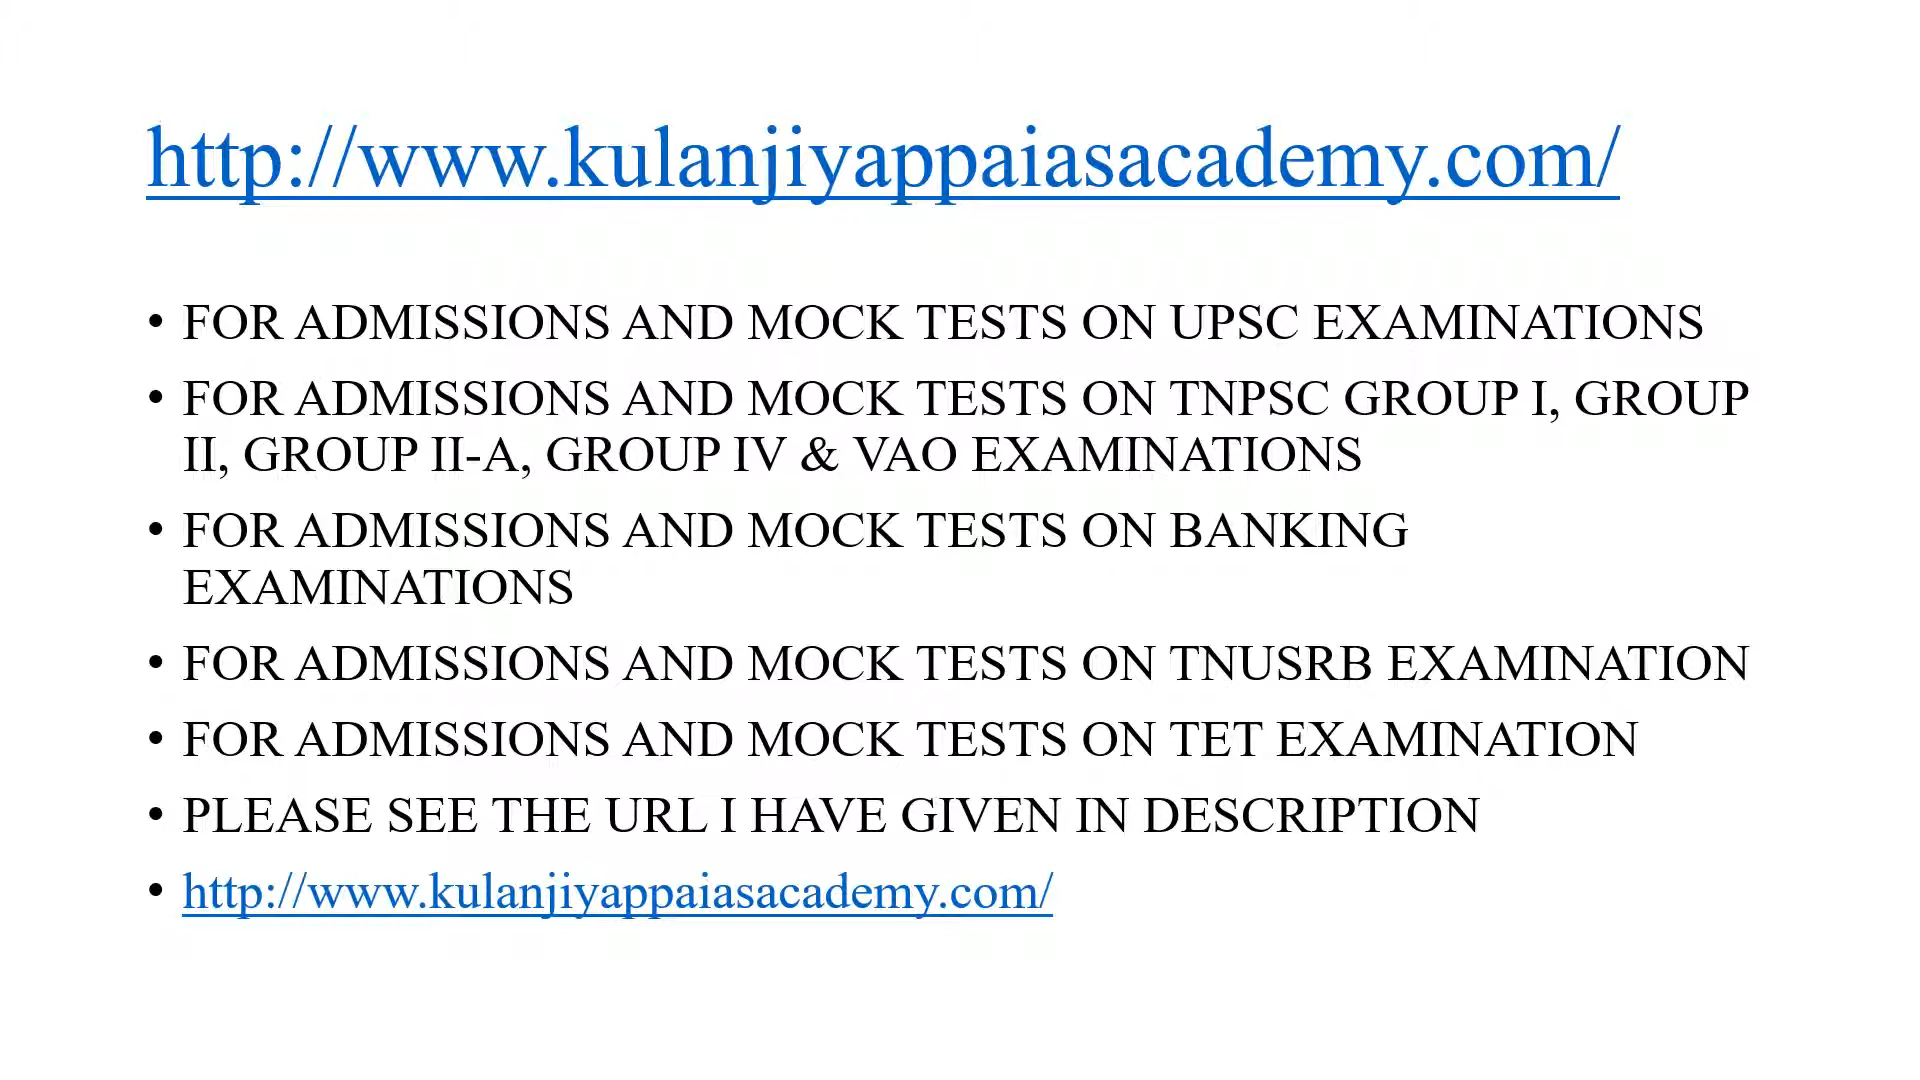 http://www.kulanjiyappaiasacademy.com/
• FOR ADMISSIONS AND MOCK TESTS ON UPSC EXAMINATIONS
• FOR ADMISSIONS AND MOCK TESTS ON TNPSC GROUP I, GROUP
II, GROUP II-A, GROUP IV & VAO EXAMINATIONS
• FOR ADMISSIONS AND MOCK TESTS ON BANKING
EXAMINATIONS
• FOR ADMISSIONS AND MOCK TESTS ON TNUSRB EXAMINATION
• FOR ADMISSIONS AND MOCK TESTS ON TET EXAMINATION
• PLEASE SEE THE URL I HAVE GIVEN IN DESCRIPTION
• http://www.kulanjiyappaiasacademy.com/